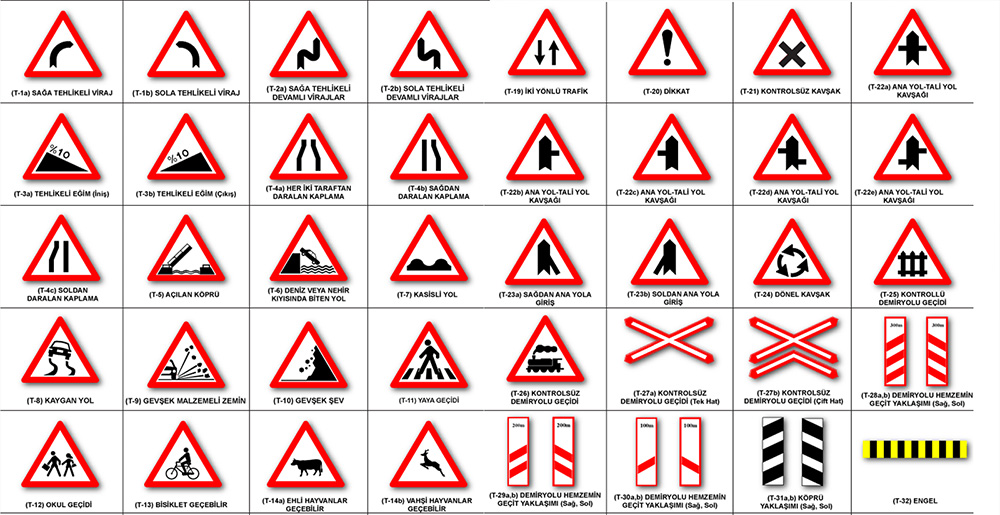 (T-1a) SAĞA TEHLİKELİ VİRAJ
(T-1b) SOLA TEHLİKELİ VİRAJ
(T-2a) SAĞA TEHLİKELİ
DEVAMLI VİRAJLAR
(T-2b) SOLA TEHLİKELİ
DEVAMLI VİRAJLAR
(T-19) İKİ YÖNLÜ TRAFİK
(T-20) DİKKAT
(T-21) KONTROLSÜZ KAVŞAK
(T-22a) ANA YOL-TALİ YOL
KAVŞAĞI
%10
(T-3a) TEHLİKELİ EĞİM (İniş)
%10
(T-3b) TEHLİKELİ EĞİM (Çıkış)
(T-4a) HER İKİ TARAFTAN
DARALAN KAPLAMA
(T-4b) SAĞDAN
DARALAN KAPLAMA
(T-22b) ANA YOL-TALİ YOL
KAVŞAĞI
(T-22c) ANA YOL-TALİ YOL
KAVŞAĞI
(T-22d) ANA YOL-TALİ YOL
KAVŞAĞI
(T-22e) ANA YOL-TALİ YOL
KAVŞAĞI
(T-4c) SOLDAN
DARALAN KAPLAMA
(T-5) AÇILAN KÖPRÜ
(T-6) DENİZ VEYA NEHİR
KIYISINDA BİTEN YOL
(T-7) KASİSLİ YOL
(T-23a) SAĞDAN ANA YOLA
GİRİŞ
(T-23b) SOLDAN ANA YOLA
GİRİŞ
(T-24) DÖNEL KAVŞAK
(T-25) KONTROLLÜ
DEMİRYOLU GEÇİDİ
(T-8) KAYGAN YOL
(T-9) GEVŞEK MALZEMELİ ZEMİN
(T-10) GEVŞEK ŞEV
(T-11) YAYA GEÇİDİ
(T-26) KONTROLSÜZ
DEMİRYOLU GEÇİDİ
(T-27a) KONTROLSÜZ
DEMİRYOLU GEÇİDİ (Tek Hat)
(T-27b) KONTROLSÜZ
DEMİRYOLU GEÇİDİ (Çift Hat)
300m 300m
(T-28a,b) DEMİRYOLU HEMZEMİN
GEÇİT YAKLAŞIMI (Sağ, Sol)
(T-12) OKUL GEÇİDİ
(T-13) BİSİKLET GEÇEBİLİR
(T-14a) EHLİ HAYVANLAR
GEÇEBİLİR
(T-14b) VAHŞİ HAYVANLAR
GEÇEBİLİR
200m 200m
(T-29a,b) DEMİRYOLU HEMZEMİN
GEÇİT YAKLAŞIMI (Sağ, Sol)
100m 100m
(T-30a,b) DEMİRYOLU HEMZEMİN
GEÇİT YAKLAŞIMI (Sağ, Sol)
(T-31a,b) KÖPRÜ
YAKLAŞIMI (Sağ, Sol)
(T-32) ENGEL